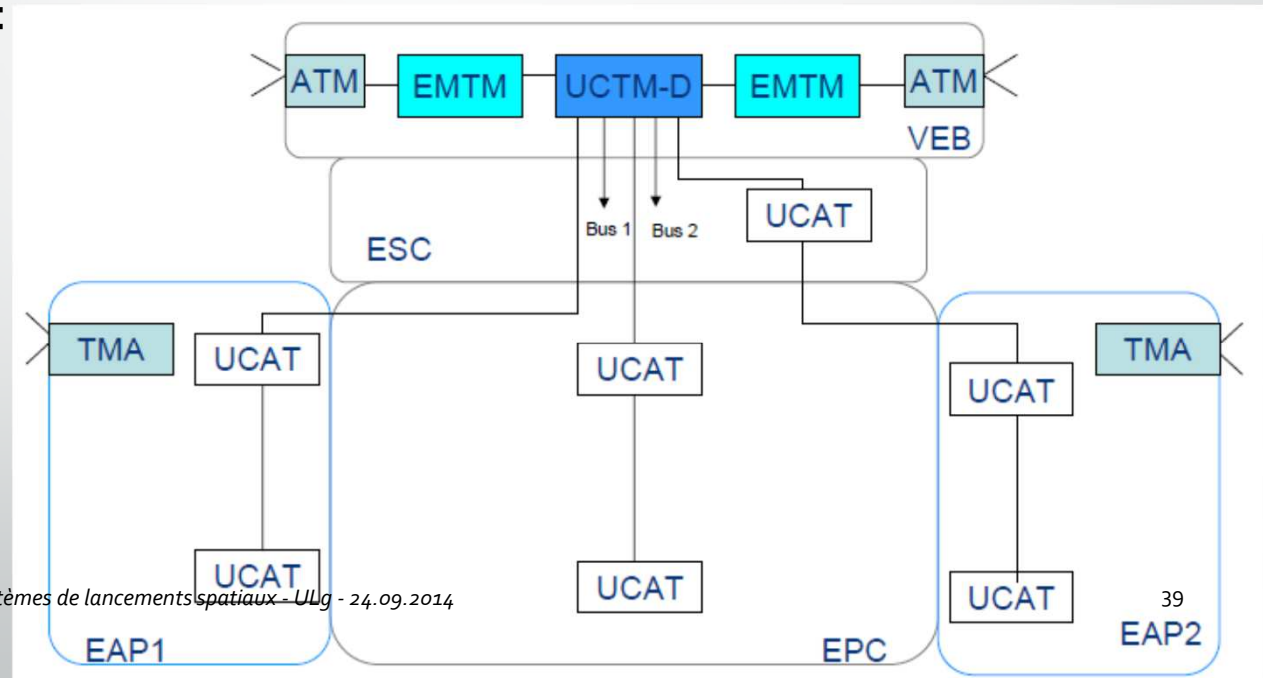 :
ATM EMTM UCTM-D EMTM ATM
VEB
UCAT
Bus 1 Bus 2
ESC
TMA UCAT UCAT UCAT TMA
UCAT UCAT UCAT
tèmes de lancements spatiaux - ULg - 24.09.2014 39
EAP1 EPC EAP2